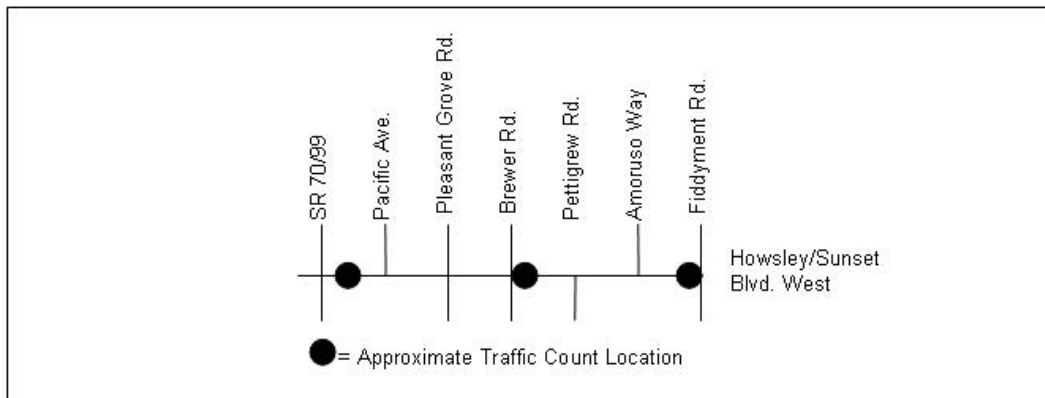 SR 70/99
Pacific Ave.
Pleasant Grove Rd.
Brewer Rd.
Pettigrew Rd.
Amoruso Way
Fiddyment Rd.
Howsley/Sunset
Blvd. West
= Approximate Traffic Count Location